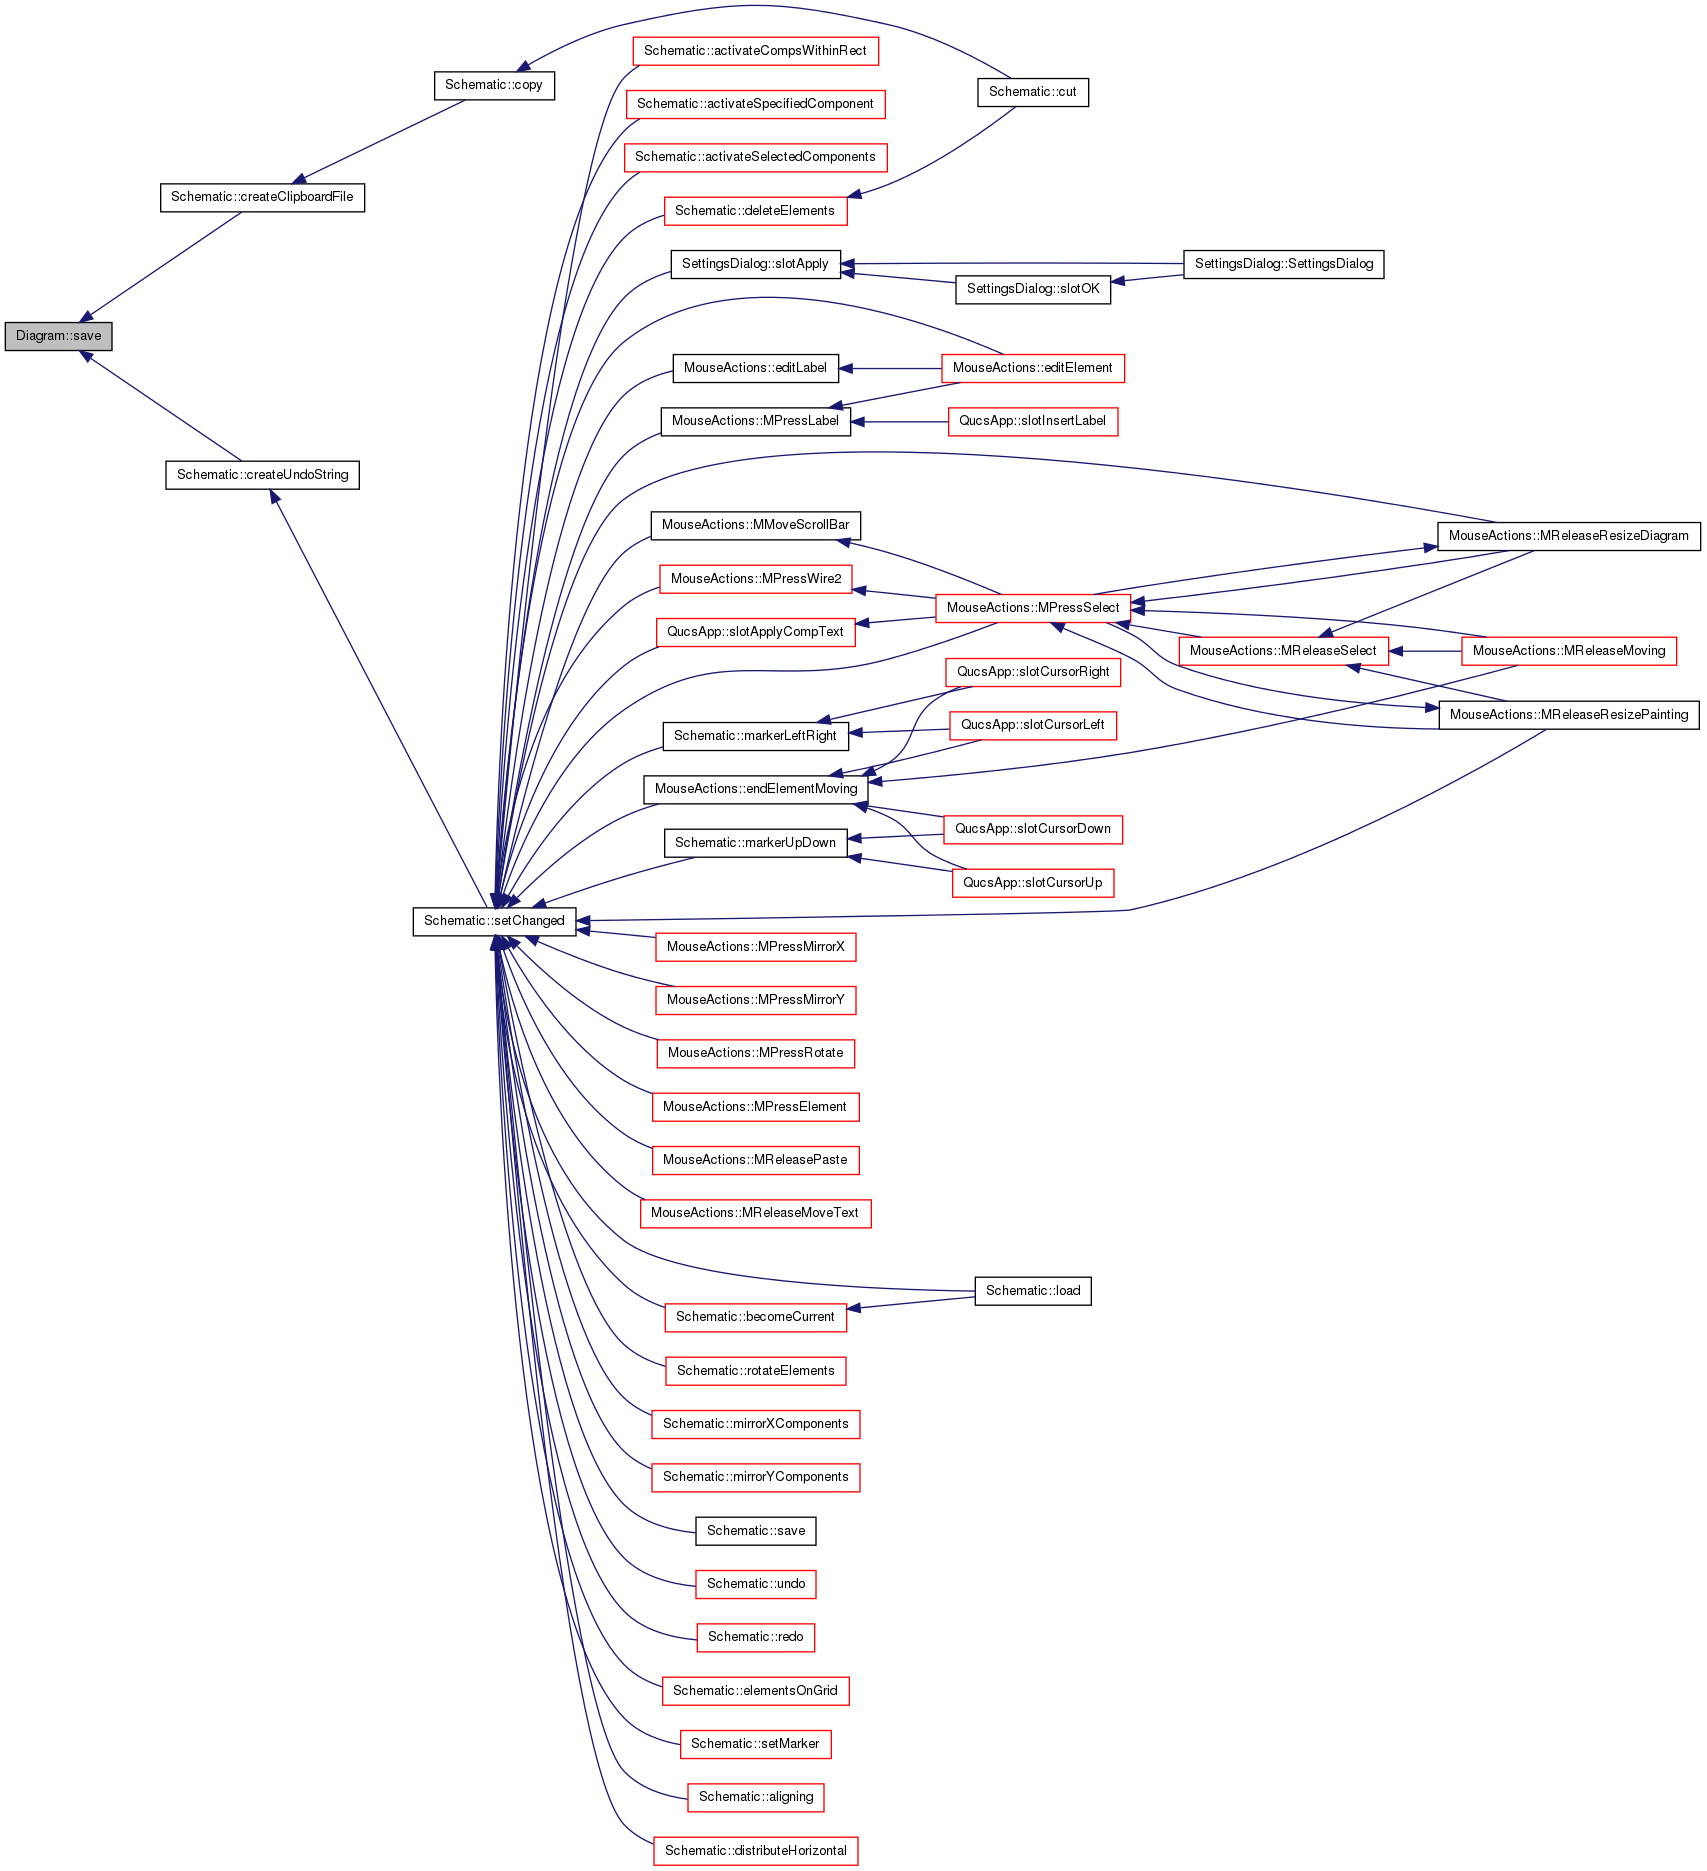 Schematic::activateCompsWithinRect
Schematic::copy
Schematic::cut
Schematic::activateSpecifiedComponent
Schematic::activateSelectedComponents
Schematic::createClipboardFile
Schematic::deleteElements
SettingsDialog::slotApply
SettingsDialog::SettingsDialog
SettingsDialog::slotOK
Diagram::save
MouseActions::editLabel
MouseActions::editElement
MouseActions::MPressLabel
QucsApp::slotInsertLabel
Schematic::createUndoString
MouseActions::MMoveScrollBar
MouseActions::MReleaseResizeDiagram
MouseActions::MPressWire2
MouseActions::MPressSelect
QucsApp::slotApplyCompText
MouseActions::MReleaseSelect
MouseActions::MReleaseMoving
QucsApp::slotCursorRight
MouseActions::MReleaseResizePainting
QucsApp::slotCursorLeft
Schematic::markerLeftRight
MouseActions::endElementMoving
QucsApp::slotCursorDown
Schematic::markerUpDown
QucsApp::slotCursorUp
Schematic::setChanged
MouseActions::MPressMirrorX
MouseActions::MPressMirrorY
MouseActions::MPressRotate
MouseActions::MPressElement
MouseActions::MReleasePaste
MouseActions::MReleaseMoveText
Schematic::load
Schematic::becomeCurrent
Schematic::rotateElements
Schematic::mirrorXComponents
Schematic::mirrorYComponents
Schematic::save
Schematic::undo
Schematic::redo
Schematic::elementsOnGrid
Schematic::setMarker
Schematic::aligning
Schematic::distributeHorizontal